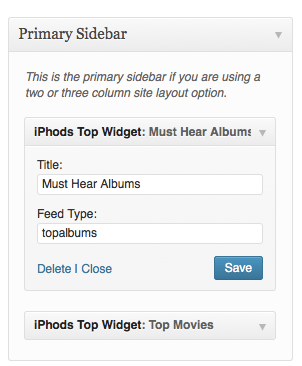 Primary Sidebar
This is the primary sidebar if you are using a
two or three column site layout option.
iPhods Top Widget: Must Hear Albums
Title:
Must Hear Albums
Feed Type:
topalbums
Delete | Close
Save
iPhods Top Widget: Top Movies